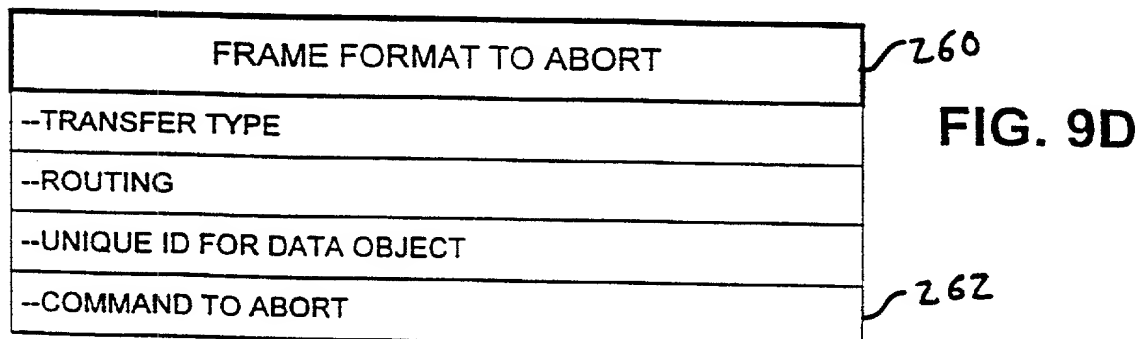 FRAME FORMAT TO ABORT
260
FIG. 9D
--TRANSFER TYPE
--ROUTING
--UNIQUE ID FOR DATA OBJECT
--COMMAND TO ABORT
262